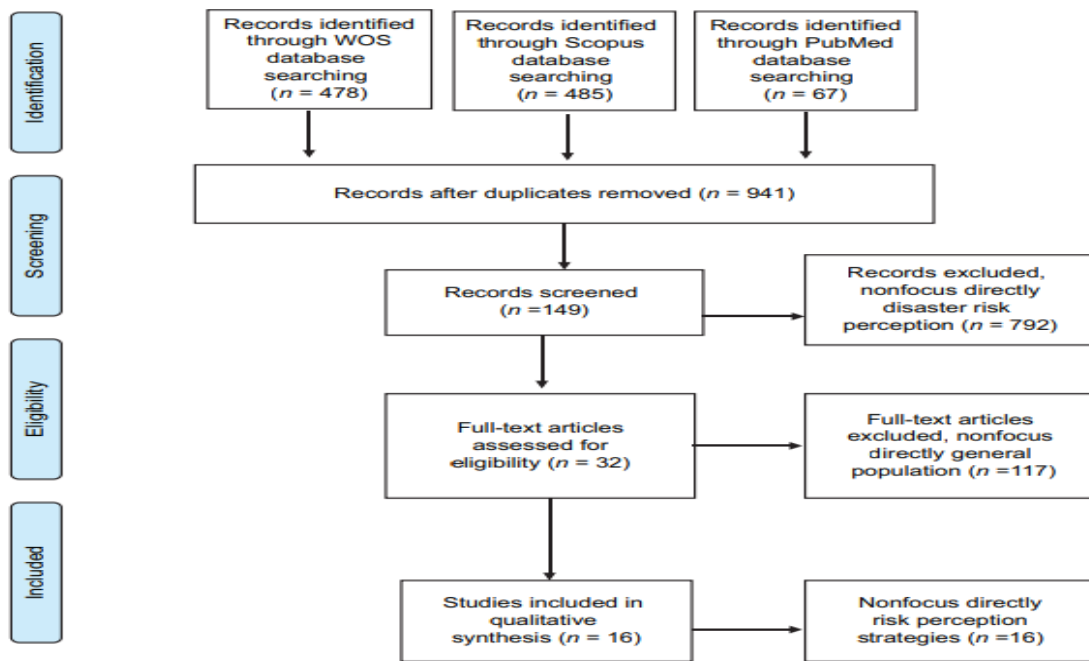 Identification
Records identified
through WOS
database
searching
(n = 478)
Records identified
through Scopus
database
searching
(n = 485)
Records identified
through PubMed
database
searching
(n = 67)
Screening
Records after duplicates removed (n = 941)
Records screened
(n =149)
Records excluded,
nonfocus directly
disaster risk
perception (n = 792)
Eligibility
Full-text articles
assessed for
eligibility (n = 32)
Full-text articles
excluded, nonfocus
directly general
population (n =117)
Included
Studies included in
qualitative
synthesis (n = 16)
Nonfocus directly
risk perception
strategies (n =16)